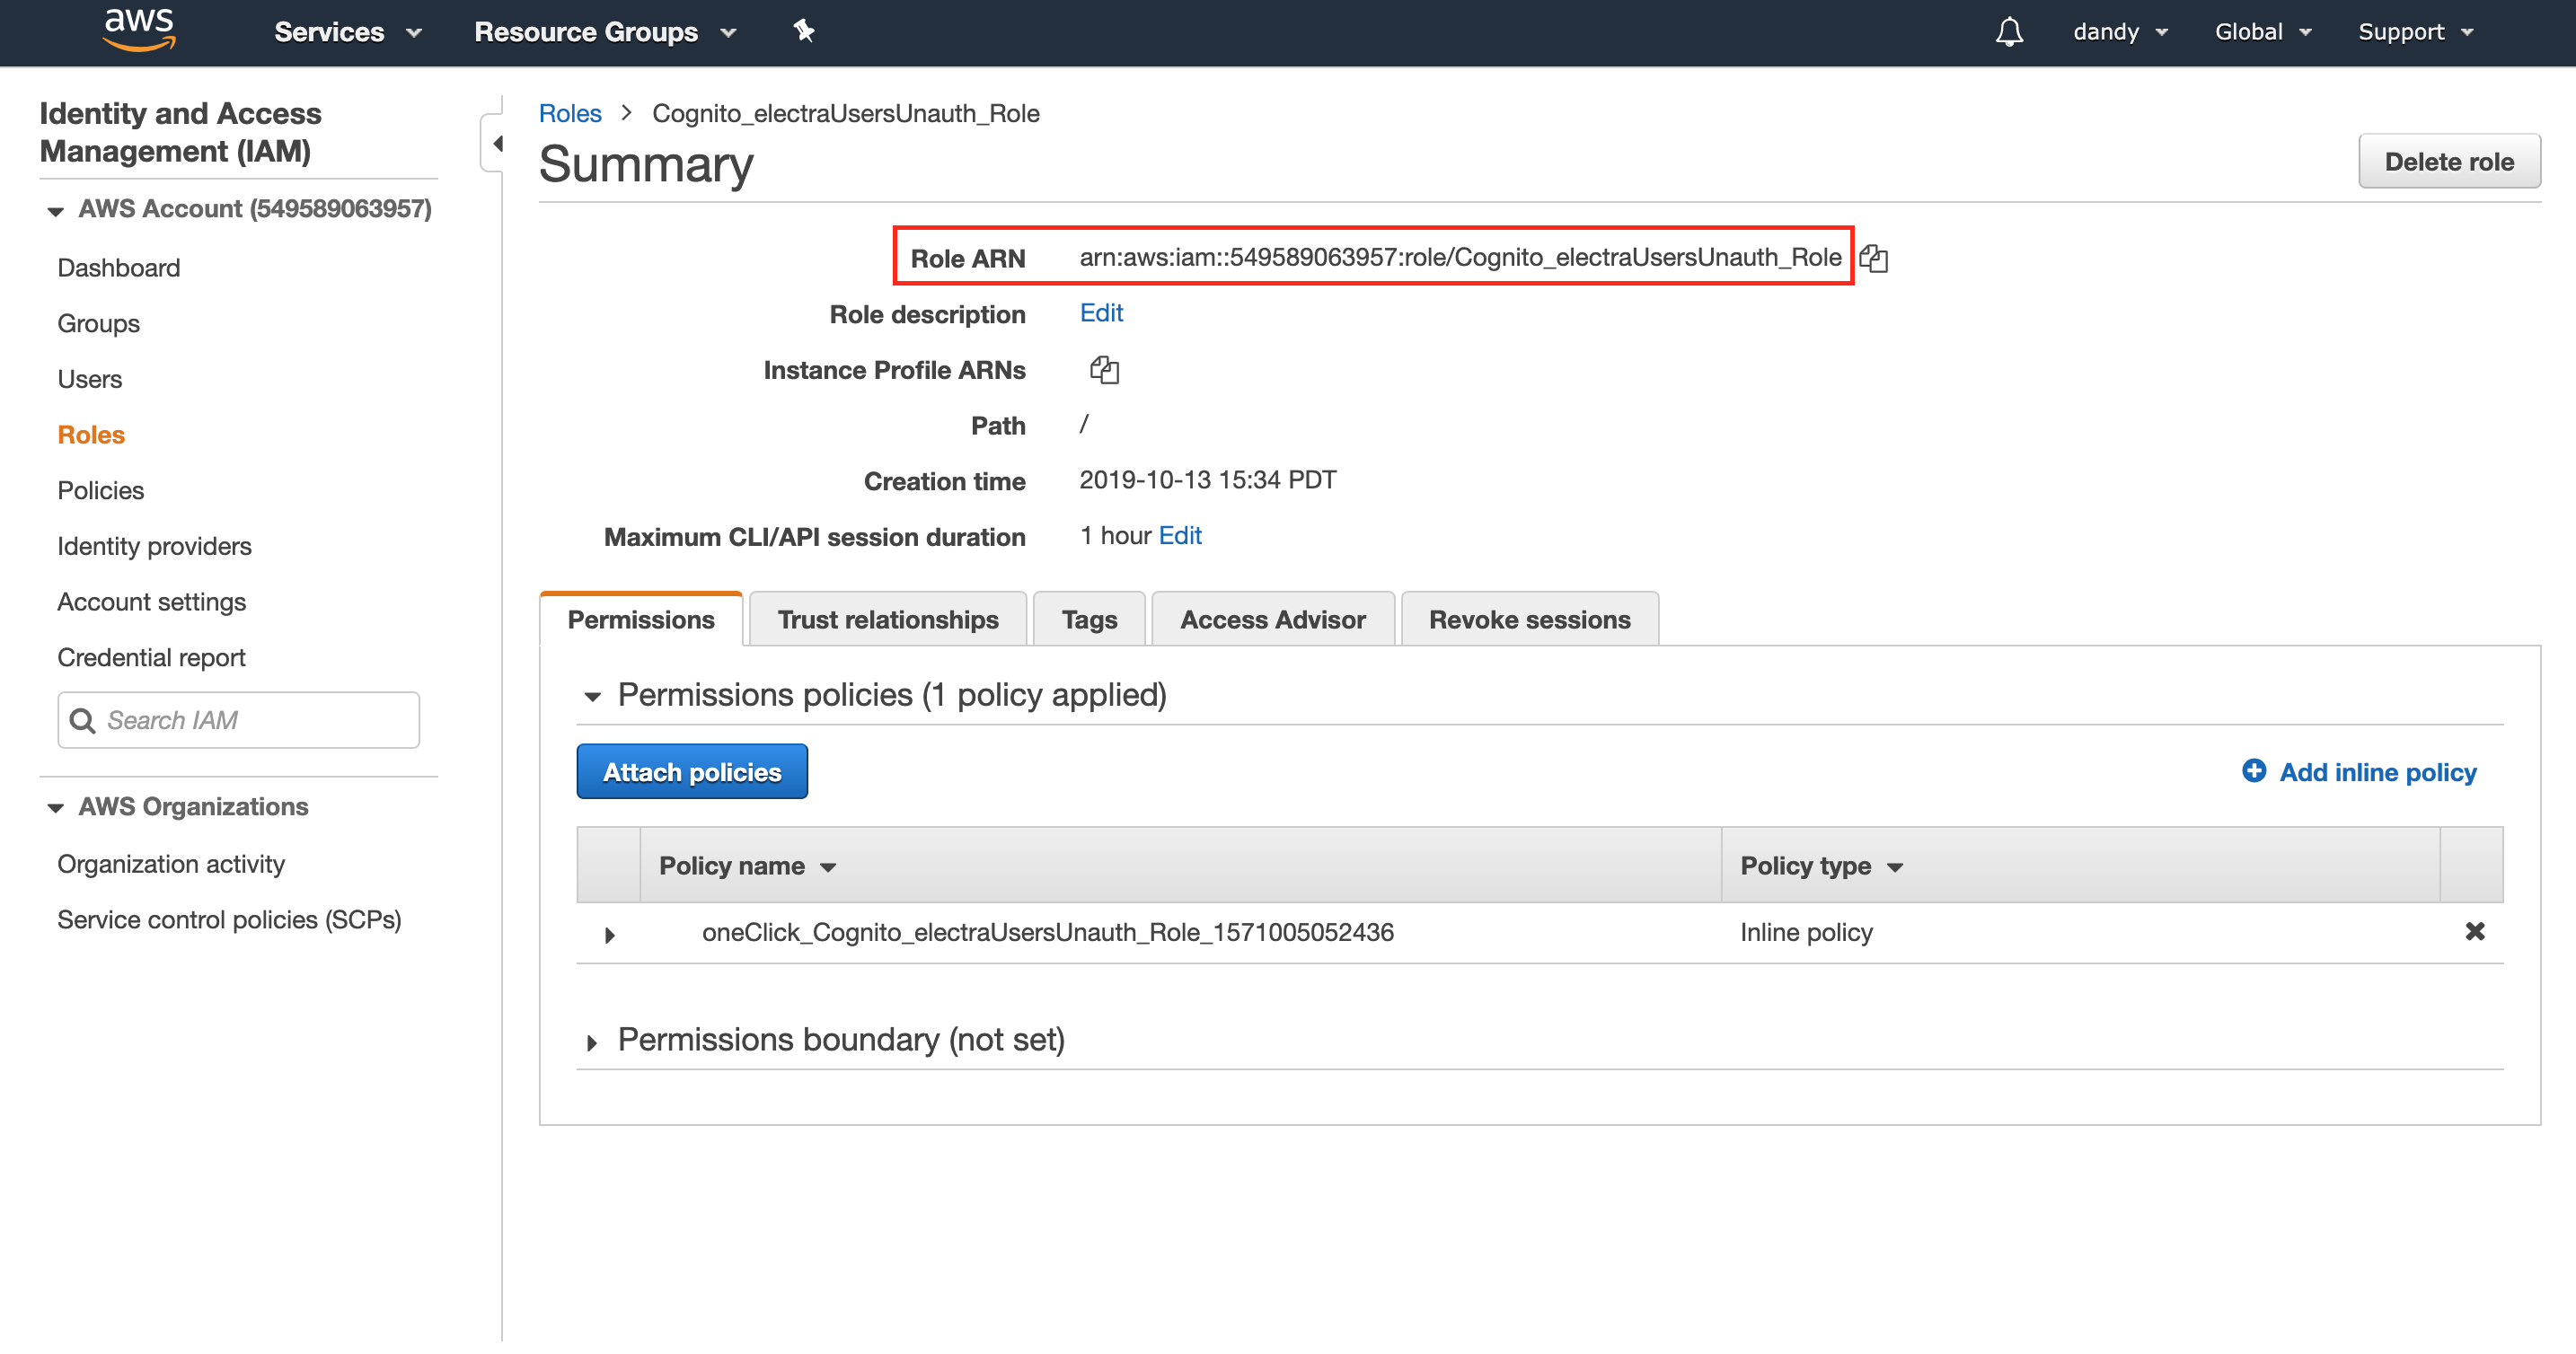 aws Services Resource Groups dandy Global Support
Identity and Access
Management (IAM)
AWS Account (549589063957)
Dashboard
Groups
Users
Roles
Policies
Identity providers
Account settings
Credential report
Search IAM
AWS Organizations
Organization activity
Service control policies (SCPs)
Roles > Cognito_electraUsersUnauth_Role
Summary
Delete role
Role ARN arn:aws:iam::549589063957:role/Cognito_electraUsersUnauth_Role
Role description Edit
Instance Profile ARNs
Path /
Creation time 2019-10-13 15:34 PDT
Maximum CLI/API session duration 1 hour Edit
Permissions Trust relationships Tags Access Advisor Revoke sessions
Permissions policies (1 policy applied)
Attach policies Add inline policy
Policy name Policy type
oneClick_Cognito_electraUsersUnauth_Role_1571005052436 Inline policy
Permissions boundary (not set)